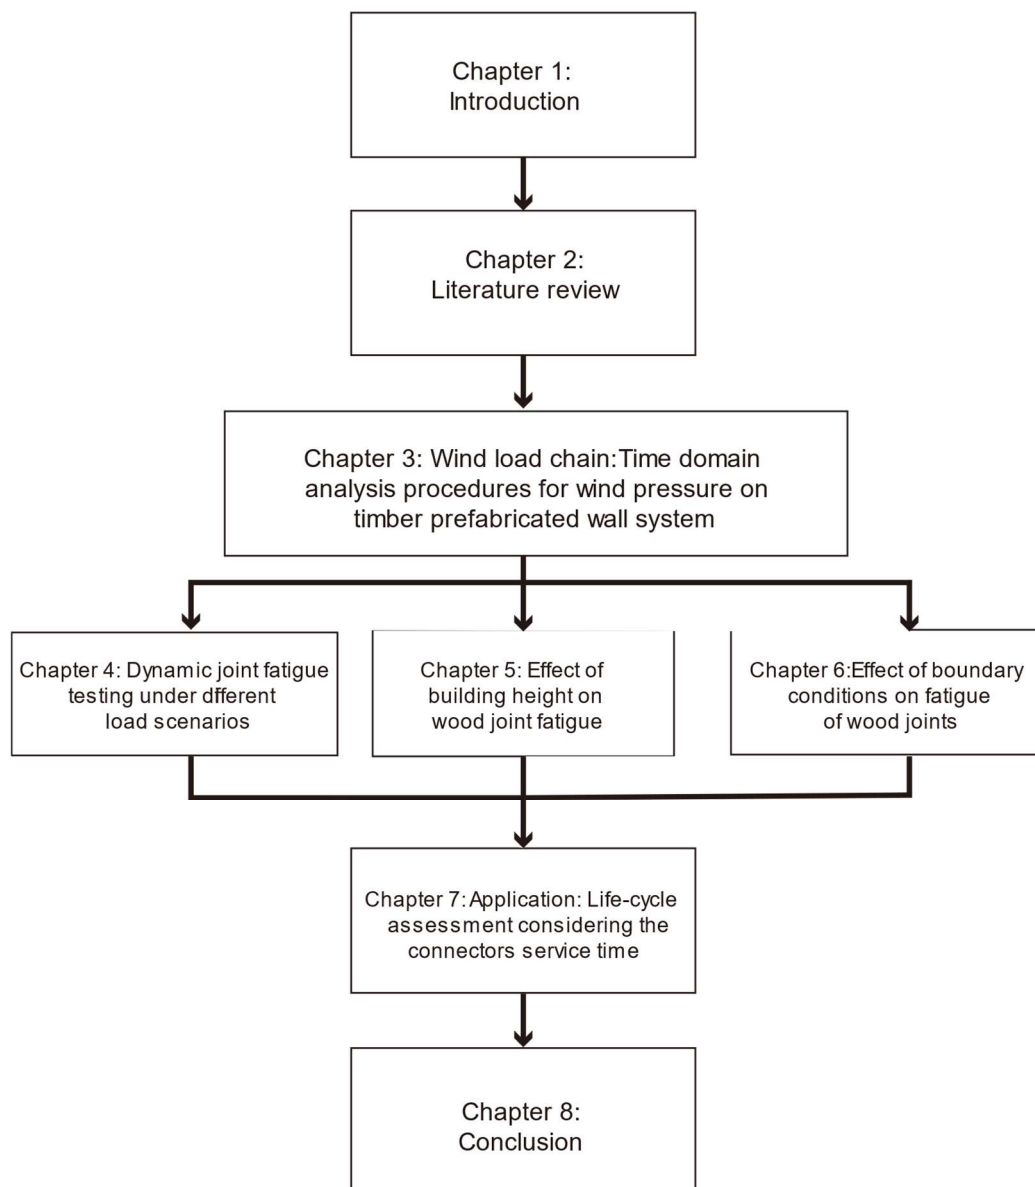 Chapter 1:
Introduction
Chapter 2:
Literature review
Chapter 3: Wind load chain:Time domain
analysis procedures for wind pressure on
timber prefabricated wall system
Chapter 4: Dynamic joint fatigue
testing under dfferent
load scenarios
Chapter 5: Effect of
building height on
wood joint fatigue
Chapter 6:Effect of boundary
conditions on fatigue
of wood joints
Chapter 7: Application: Life-cycle
assessment considering the
connectors service time
Chapter 8:
Conclusion